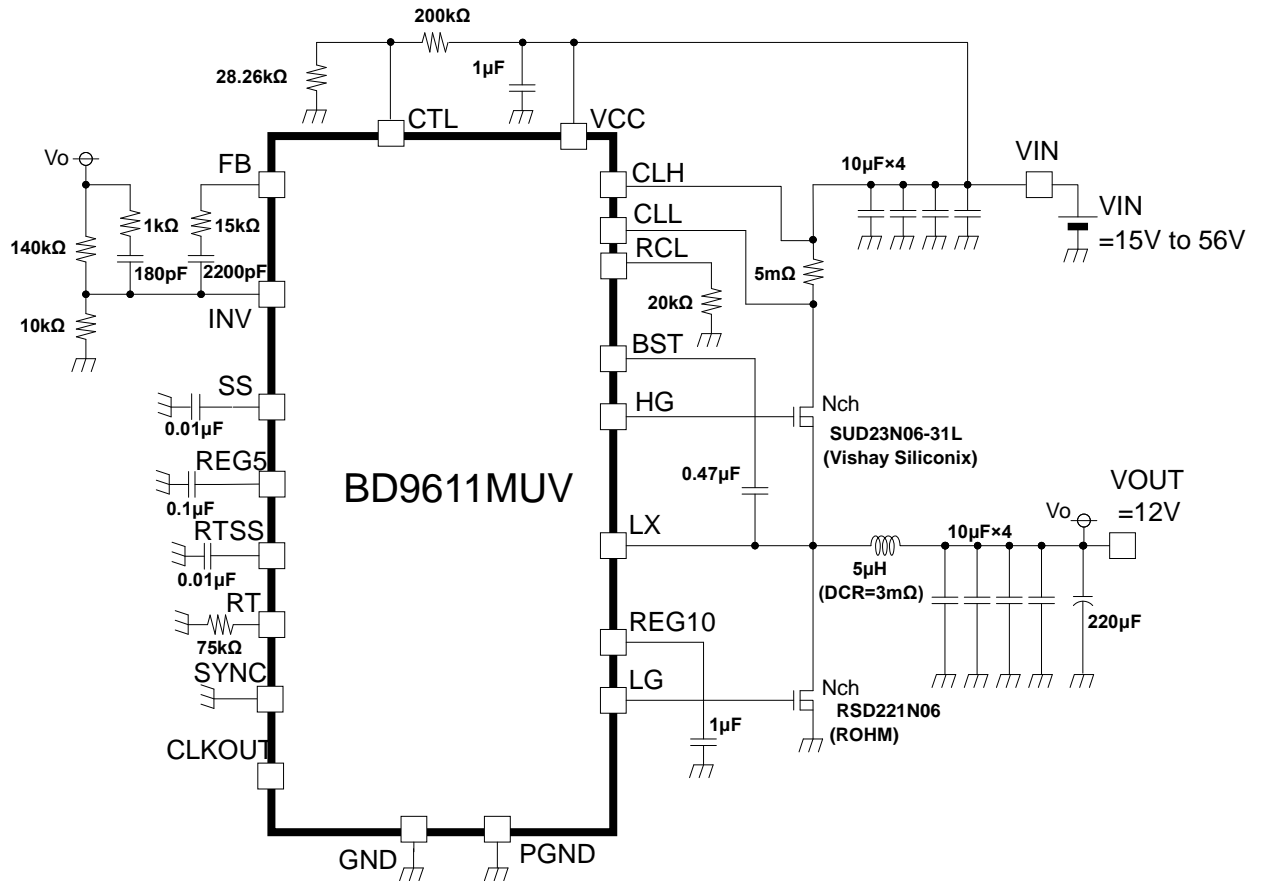 200kΩ
28.26kΩ
1µF
CTL
VCC
Vo
FB
1kΩ
15kΩ
140kΩ
180pF
2200pF
10kΩ
INV
SS
0.01µF
REG5
0.1µF
RTSS
0.01µF
RT
75kΩ
SYNC
CLKOUT
GND
PGND
BD9611MUV
CLH
CLL
RCL
BST
HG
LX
REG10
LG
10µF×4
VIN
VIN
=15V to 56V
5mΩ
20kΩ
Nch
SUD23N06-31L
(Vishay Siliconix)
0.47µF
VOUT
=12V
Vo
10µF×4
5µH
(DCR=3mΩ)
220µF
Nch
RSD221N06
(ROHM)
1µF